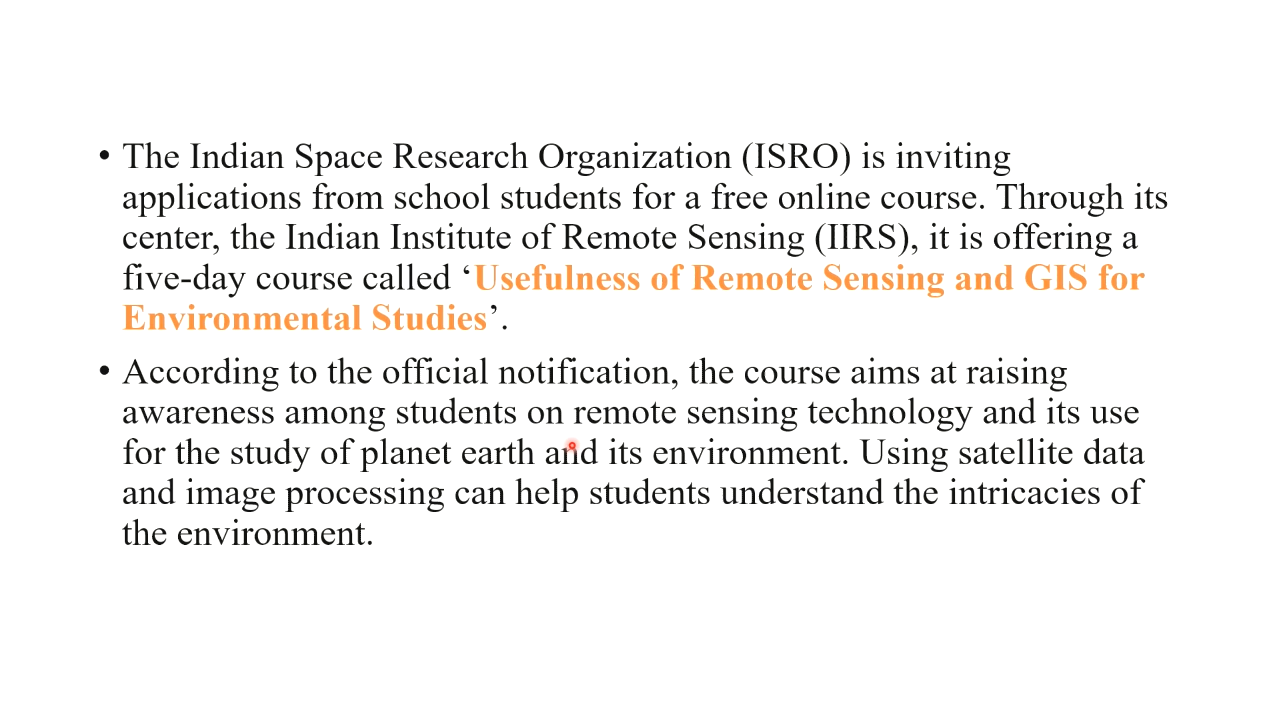 • The Indian Space Research Organization (ISRO) is inviting
applications from school students for a free online course. Through its
center, the Indian Institute of Remote Sensing (IIRS), it is offering a
five-day course called ‘Usefulness of Remote Sensing and GIS for
Environmental Studies’.
• According to the official notification, the course aims at raising
awareness among students on remote sensing technology and its use
for the study of planet earth and its environment. Using satellite data
and image processing can help students understand the intricacies of
the environment.